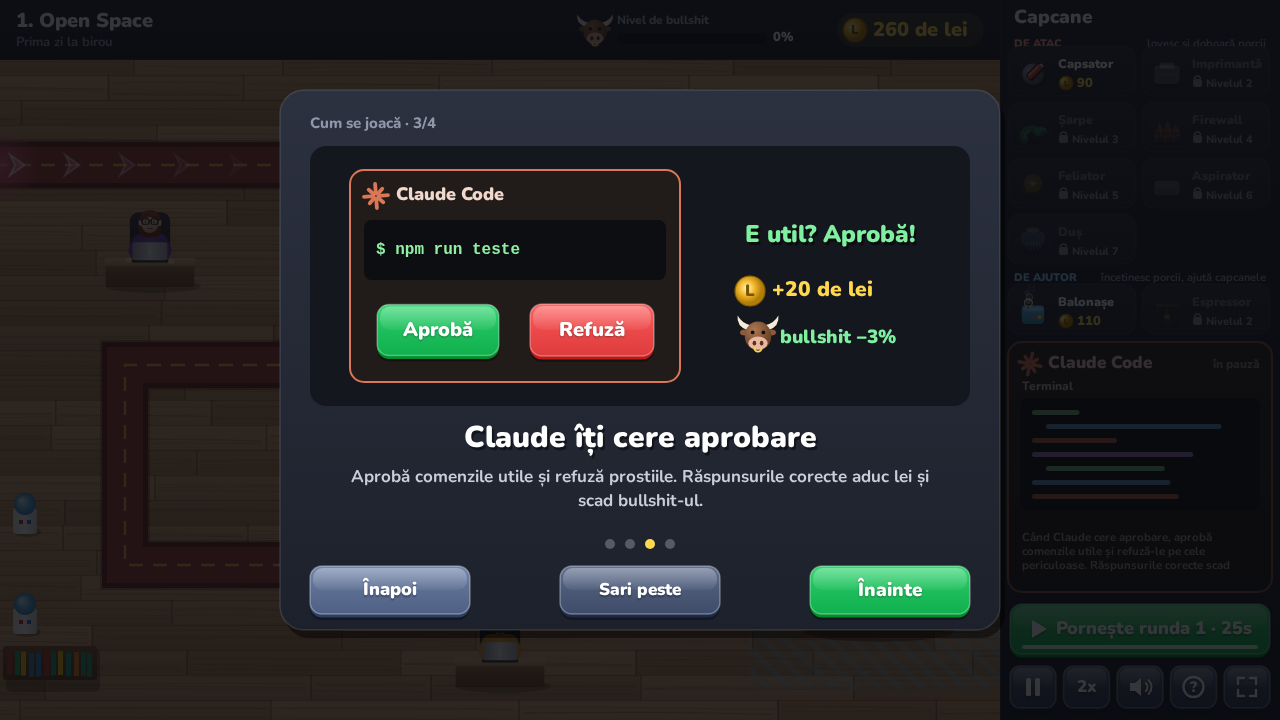 1. Open Space
Prima zi la birou
Nivel de bullshit
0%
L 260 de lei
Capcane
DE ATAC lovesc și doboară porcii
Capsator
L 90
Imprimantă
Nivelul 2
Șarpe
Nivelul 3
Firewall
Nivelul 4
Feliator
Nivelul 5
Aspirator
Nivelul 6
Duș
Nivelul 7
DE AJUTOR încetinesc porcii, ajută capcanele
Balonașe
L 110
Espressor
Nivelul 2
Claude Code în pauză
Terminal
Când Claude cere aprobare, aprobă
comenzile utile și refuză-le pe cele
periculoase. Răspunsurile corecte scad
Pornește runda 1 · 25s
2x
?
Cum se joacă · 3/4
Claude Code
$ npm run teste
Aprobă
Refuză
E util? Aprobă!
L +20 de lei
bullshit –3%
Claude îți cere aprobare
Aprobă comenzile utile și refuză prostiile. Răspunsurile corecte aduc lei și
scad bullshit-ul.
Înapoi
Sari peste
Înainte